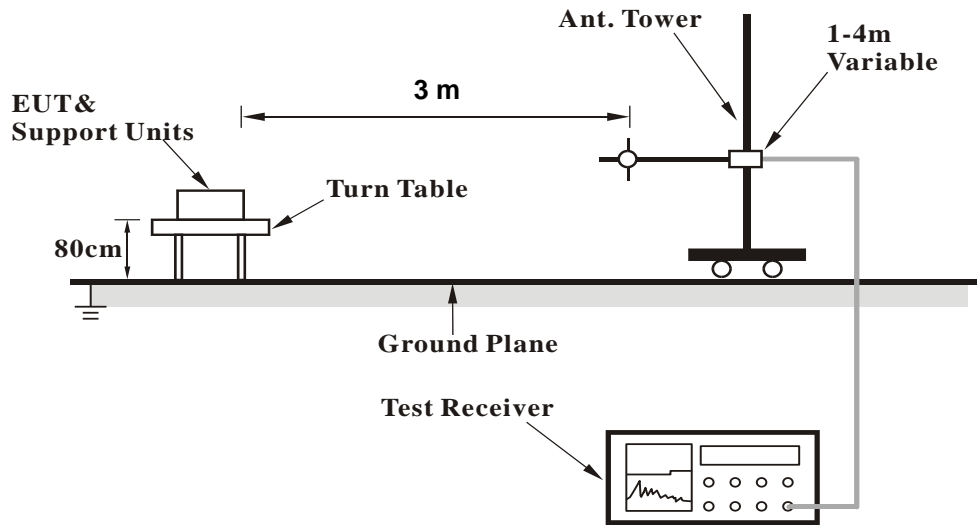 Ant. Tower
1-4m
Variable
3 m
EUT&
Support Units
Turn Table
80cm
Ground Plane
Test Receiver